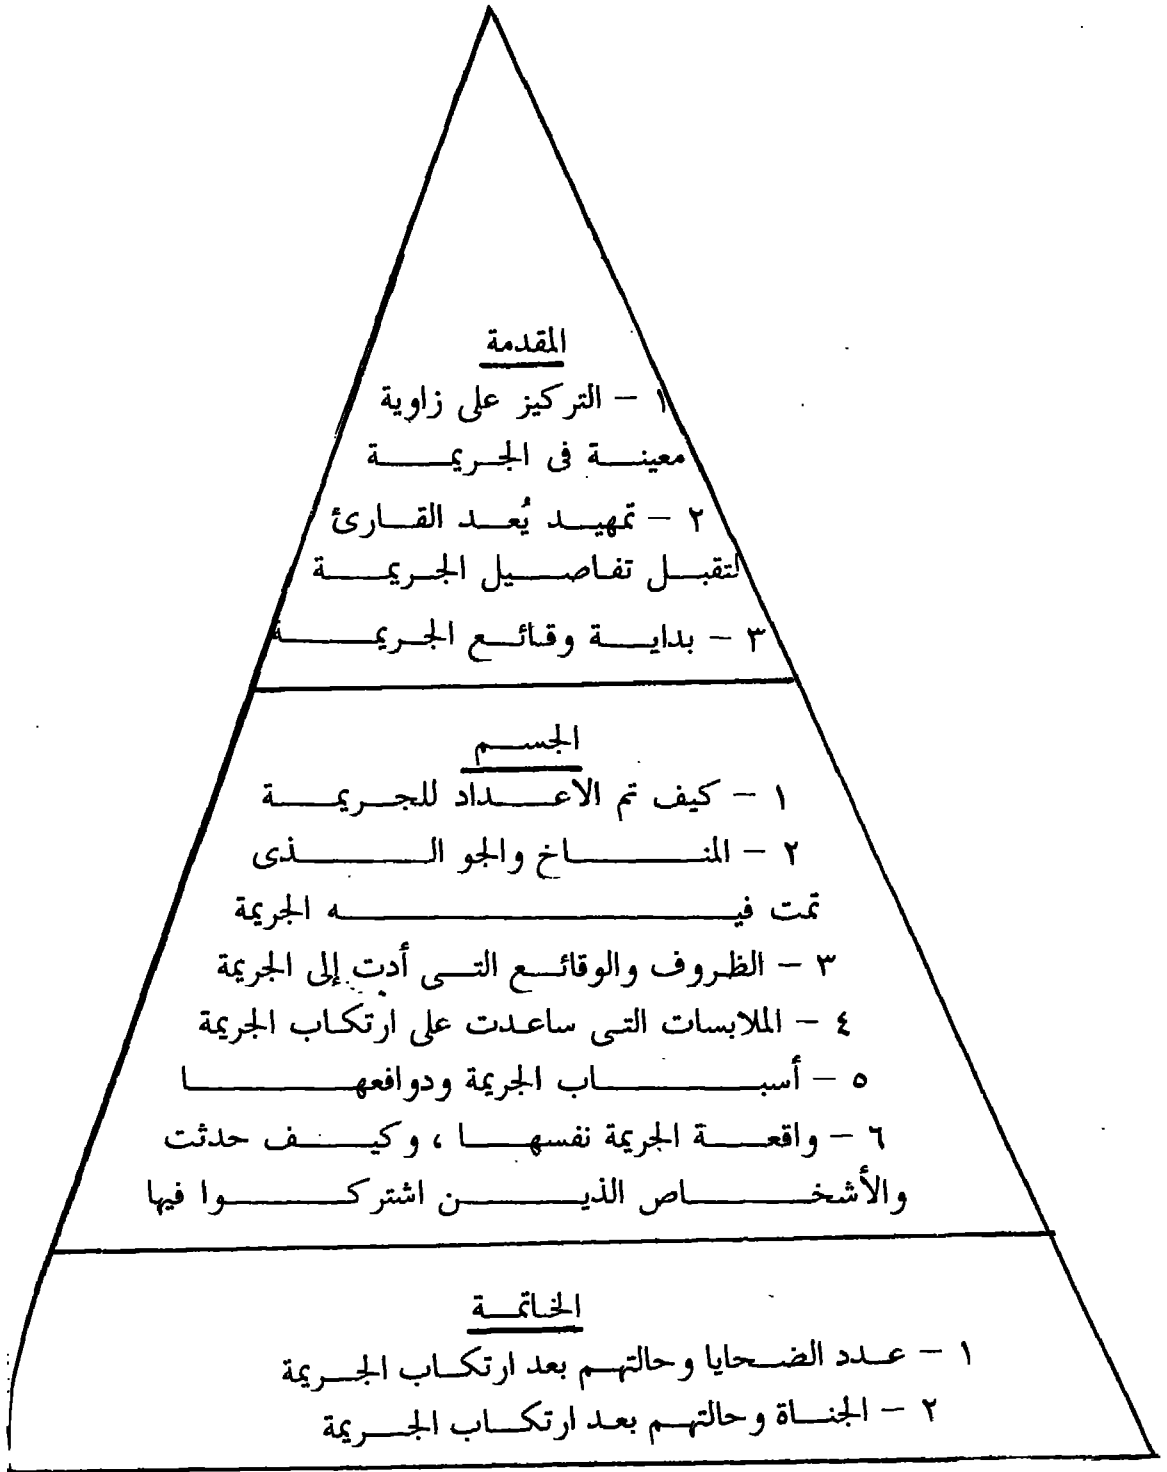 المقدمة
١ - التركيز على زاوية
معينة فى الجريمة
٢ - تمهيد يُعد القارئ
لتقبل تفاصيل الجريمة
٣ - بداية وقائع الجريمة
الجسم
١ - كيف تم الاعداد للجريمة
٢ - المناخ والجو الذى
تمت فيه الجريمة
٣ - الظروف والوقائع التى أدت إلى الجريمة
٤ - الملابسات التى ساعدت على ارتكاب الجريمة
٥ - أسباب الجريمة ودوافعها
٦ - واقعة الجريمة نفسها ، وكيف حدثت
والأشخاص الذين اشتركوا فيها
الخاتمة
١ - عدد الضحايا وحالتهم بعد ارتكاب الجريمة
٢ - الجناة وحالتهم بعد ارتكاب الجريمة